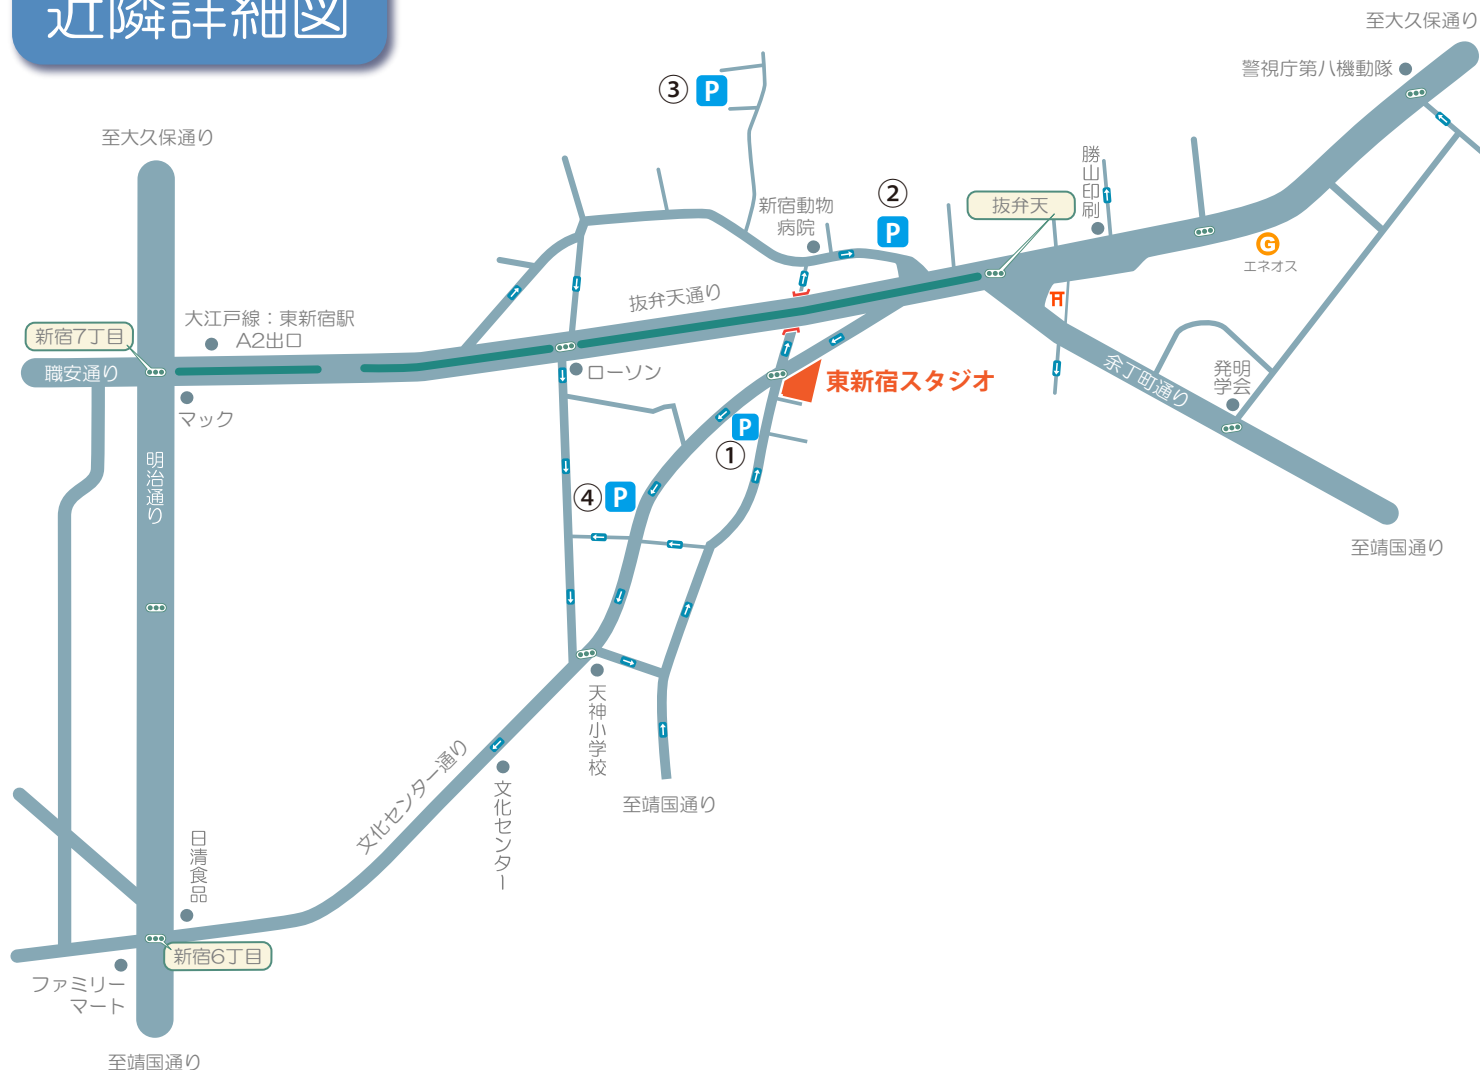 近隣詳細図
至大久保通り
警視庁第八機動隊
③ P
至大久保通り
勝山印刷
② P
抜弁天
新宿動物
病院
エネオス
抜弁天通り
大江戸線：東新宿駅
A2出口
新宿7丁目
職安通り
ローソン
東新宿スタジオ
余丁町通り
発明
学会
マック
P
①
明治通り
④ P
至靖国通り
天神小学校
文化センター通り
文化センター
至靖国通り
日清食品
新宿6丁目
ファミリー
マート
至靖国通り